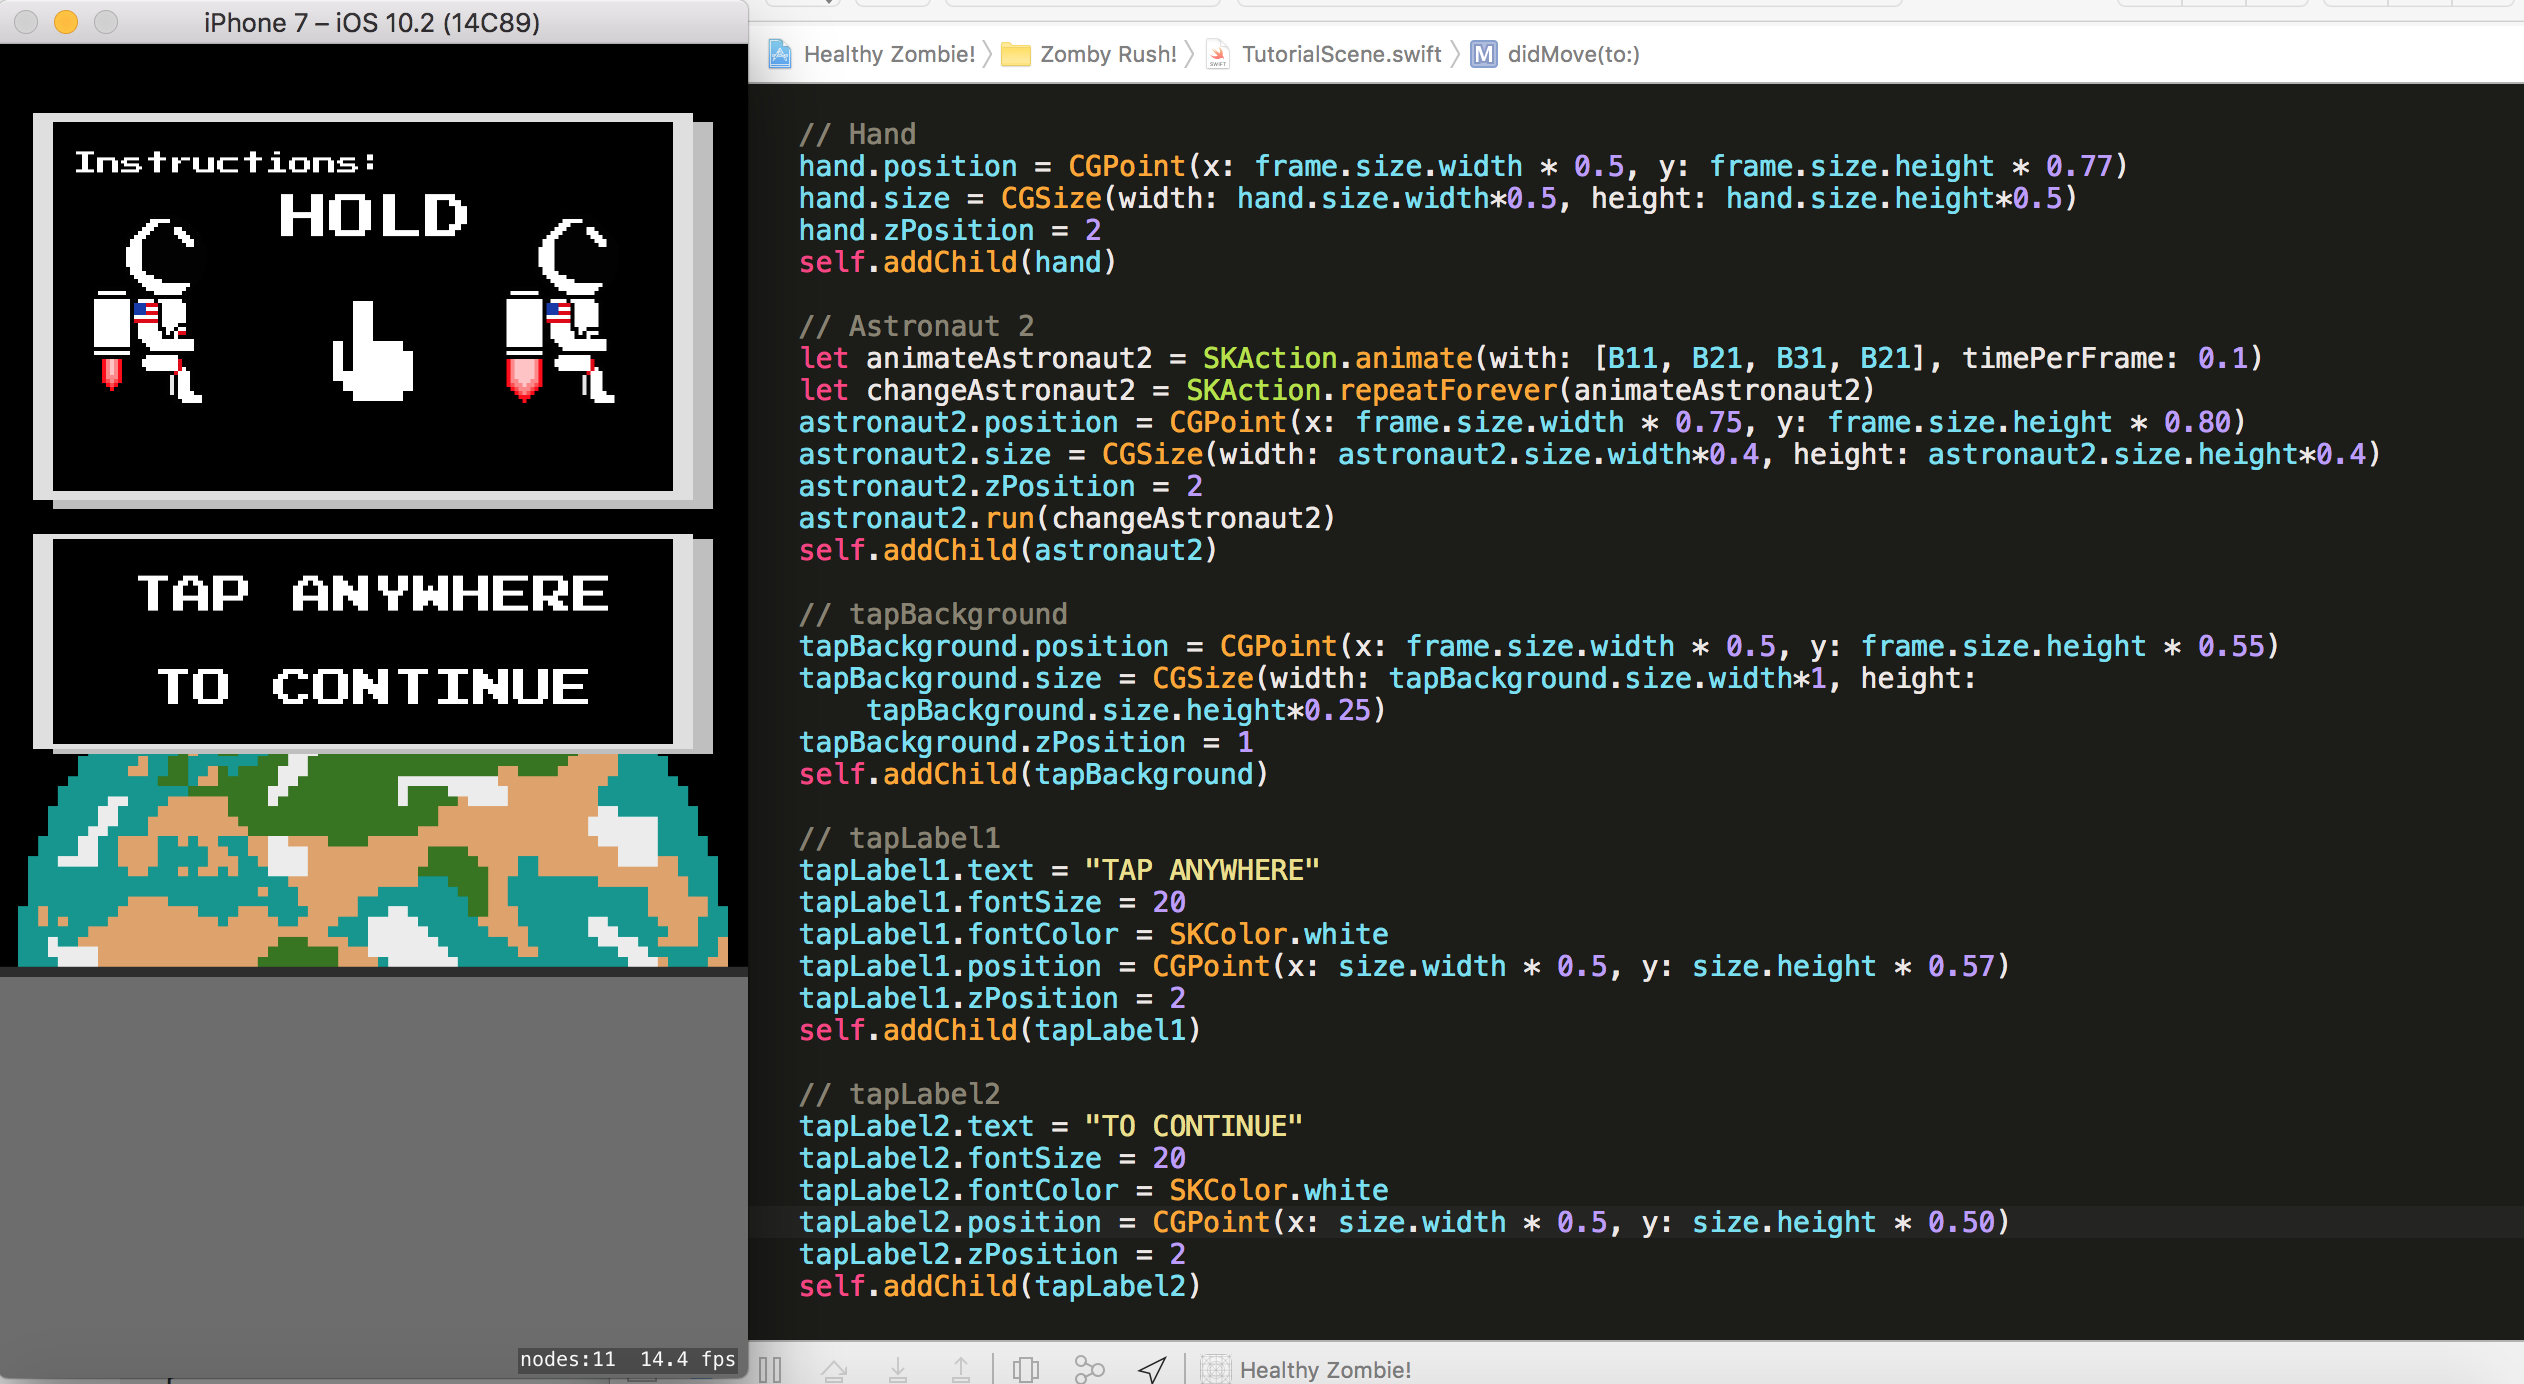 iPhone 7 – iOS 10.2 (14C89)
Instructions:
HOLD
TAP ANYWHERE
TO CONTINUE
nodes:11 14.4 fps
Healthy Zombie! Zomby Rush! SWIFT TutorialScene.swift M didMove(to:)
// Hand
hand.position = CGPoint(x: frame.size.width * 0.5, y: frame.size.height * 0.77)
hand.size = CGSize(width: hand.size.width*0.5, height: hand.size.height*0.5)
hand.zPosition = 2
self.addChild(hand)
// Astronaut 2
let animateAstronaut2 = SKAction.animate(with: [B11, B21, B31, B21], timePerFrame: 0.1)
let changeAstronaut2 = SKAction.repeatForever(animateAstronaut2)
astronaut2.position = CGPoint(x: frame.size.width * 0.75, y: frame.size.height * 0.80)
astronaut2.size = CGSize(width: astronaut2.size.width*0.4, height: astronaut2.size.height*0.4)
astronaut2.zPosition = 2
astronaut2.run(changeAstronaut2)
self.addChild(astronaut2)
// tapBackground
tapBackground.position = CGPoint(x: frame.size.width * 0.5, y: frame.size.height * 0.55)
tapBackground.size = CGSize(width: tapBackground.size.width*1, height:
tapBackground.size.height*0.25)
tapBackground.zPosition = 1
self.addChild(tapBackground)
// tapLabel1
tapLabel1.text = "TAP ANYWHERE"
tapLabel1.fontSize = 20
tapLabel1.fontColor = SKColor.white
tapLabel1.position = CGPoint(x: size.width * 0.5, y: size.height * 0.57)
tapLabel1.zPosition = 2
self.addChild(tapLabel1)
// tapLabel2
tapLabel2.text = "TO CONTINUE"
tapLabel2.fontSize = 20
tapLabel2.fontColor = SKColor.white
tapLabel2.position = CGPoint(x: size.width * 0.5, y: size.height * 0.50)
tapLabel2.zPosition = 2
self.addChild(tapLabel2)
Healthy Zombie!